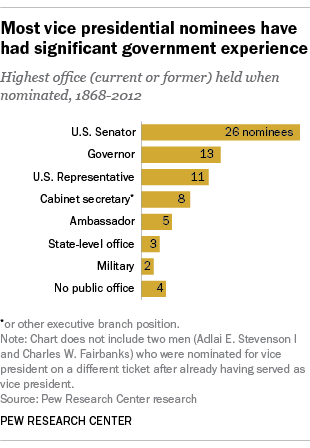 Most vice presidential nominees have
had significant government experience
Highest office (current or former) held when
nominated, 1868-2012
U.S. Senator 26 nominees
Governor 13
U.S. Representative 11
Cabinet secretary* 8
Ambassador 5
State-level office 3
Military 2
No public office 4
*or other executive branch position.
Note: Chart does not include two men (Adlai E. Stevenson I
and Charles W. Fairbanks) who were nominated for vice
president on a different ticket after already having served as
vice president.
Source: Pew Research Center research
PEW RESEARCH CENTER